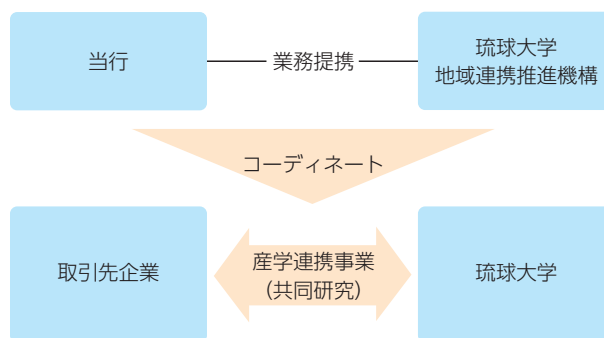 当行
業務提携
琉球大学
地域連携推進機構
コーディネート
取引先企業
産学連携事業
(共同研究)
琉球大学